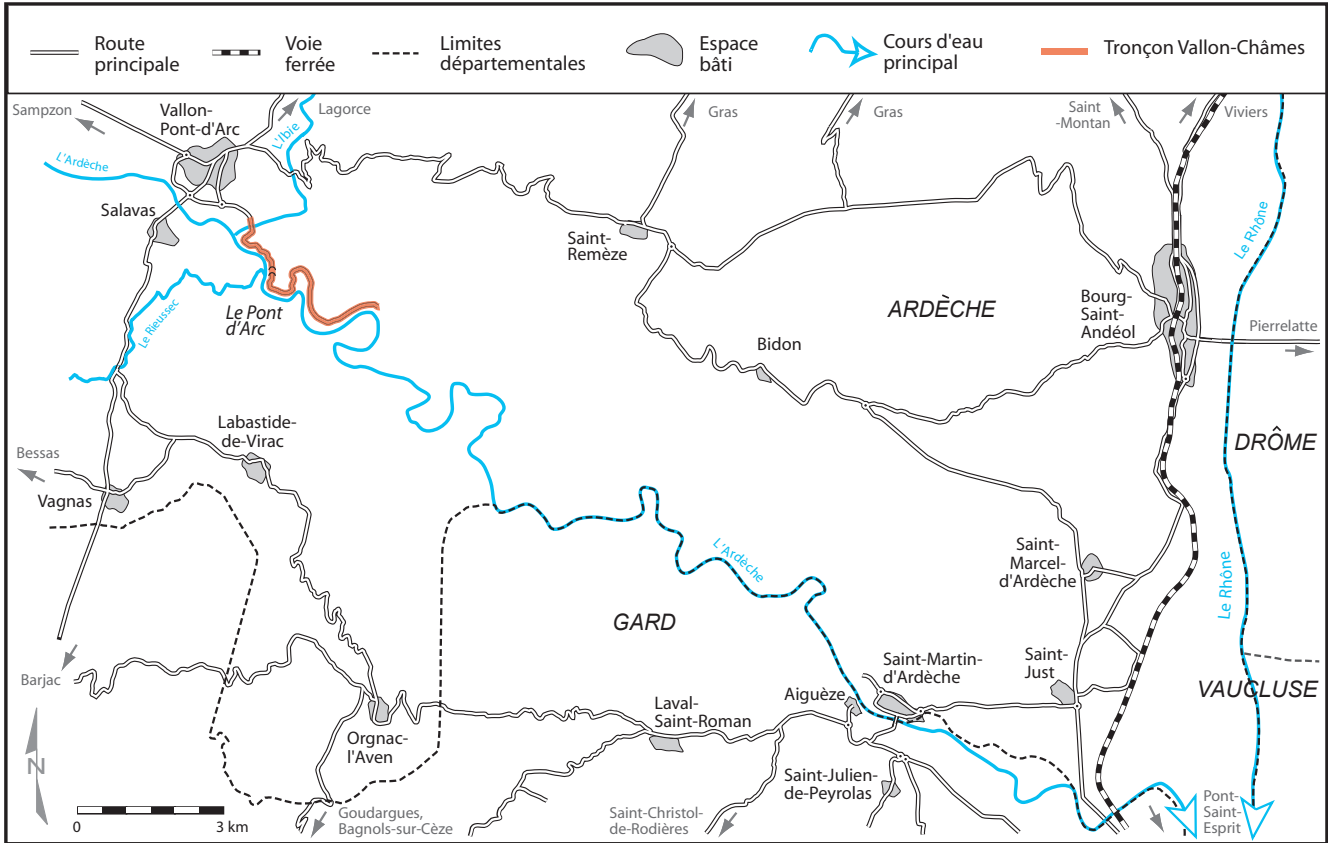 Route
principale
Voie
ferrée
Limites
départementales
Espace
bâti
Cours d'eau
principal
Tronçon Vallon-Châmes
Sampzon
Vallon-
Pont-d'Arc
Lagorce
L'Ibie
Gras
Gras
Saint
-Montan
Viviers
L'Ardèche
Salavas
Saint-
Remèze
Le Rhône
Le Rieussec
Le Pont
d'Arc
ARDÈCHE
Bourg-
Saint-
Andéol
Pierrelatte
Bidon
Labastide-
de-Virac
DRÔME
Bessas
Vagnas
L'Ardèche
Saint-
Marcel-
d'Ardèche
Le Rhône
GARD
Barjac
Saint-Martin-
d'Ardèche
Saint-
Just
VAUCLUSE
Aiguèze
Laval-
Saint-Roman
Orgnac-
l'Aven
N
Saint-Julien-
de-Peyrolas
0 3 km
Goudargues,
Bagnols-sur-Cèze
Saint-Christol-
de-Rodières
Pont-
Saint-
Esprit